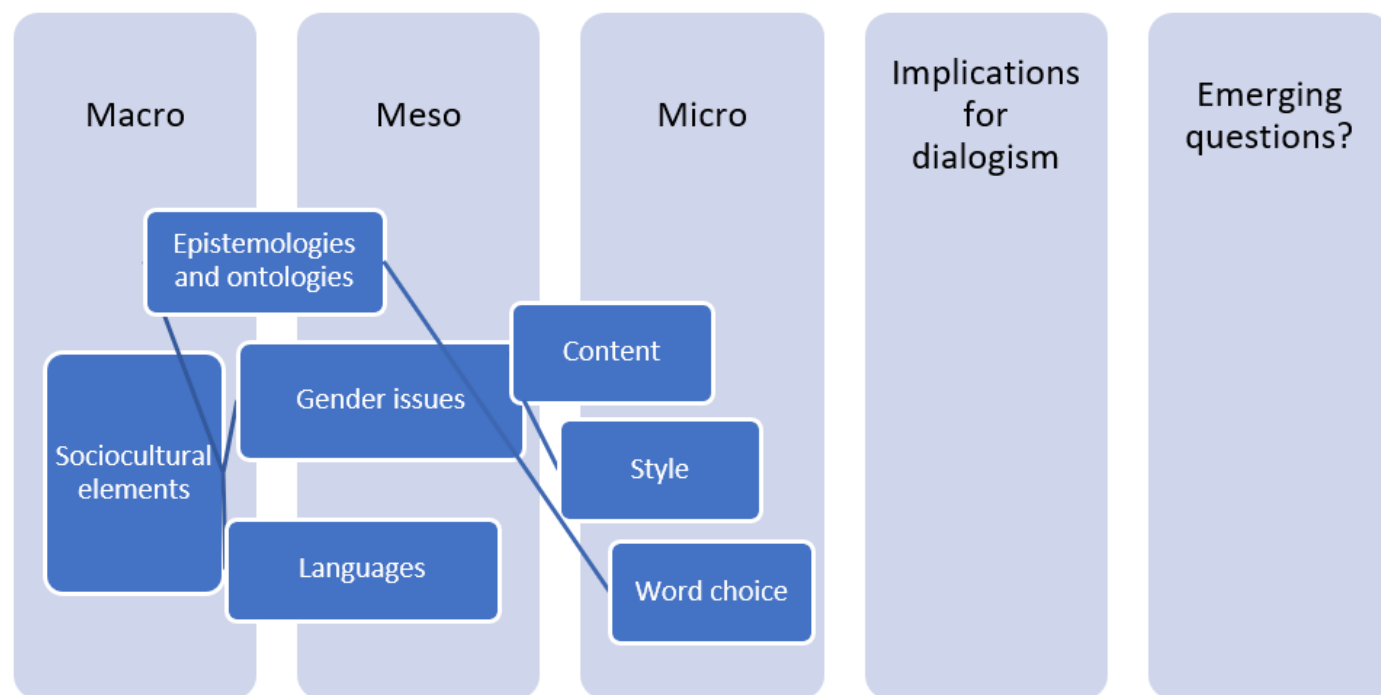 Macro
Meso
Micro
Implications
for
dialogism
Emerging
questions?
Epistemologies
and ontologies
Content
Gender issues
Sociocultural
elements
Style
Languages
Word choice